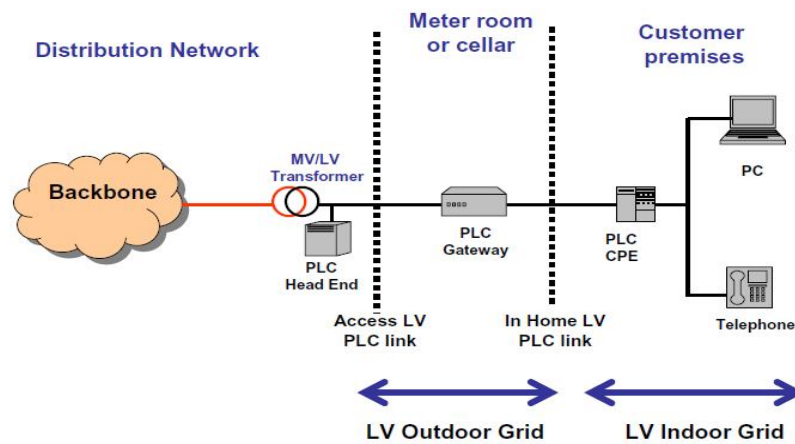 Distribution Network
Meter room
or cellar
Customer
premises
Backbone
MV/LV
Transformer
PLC
Head End
PLC
Gateway
PLC
CPE
PC
Telephone
Access LV
PLC link
In Home LV
PLC link
LV Outdoor Grid
LV Indoor Grid